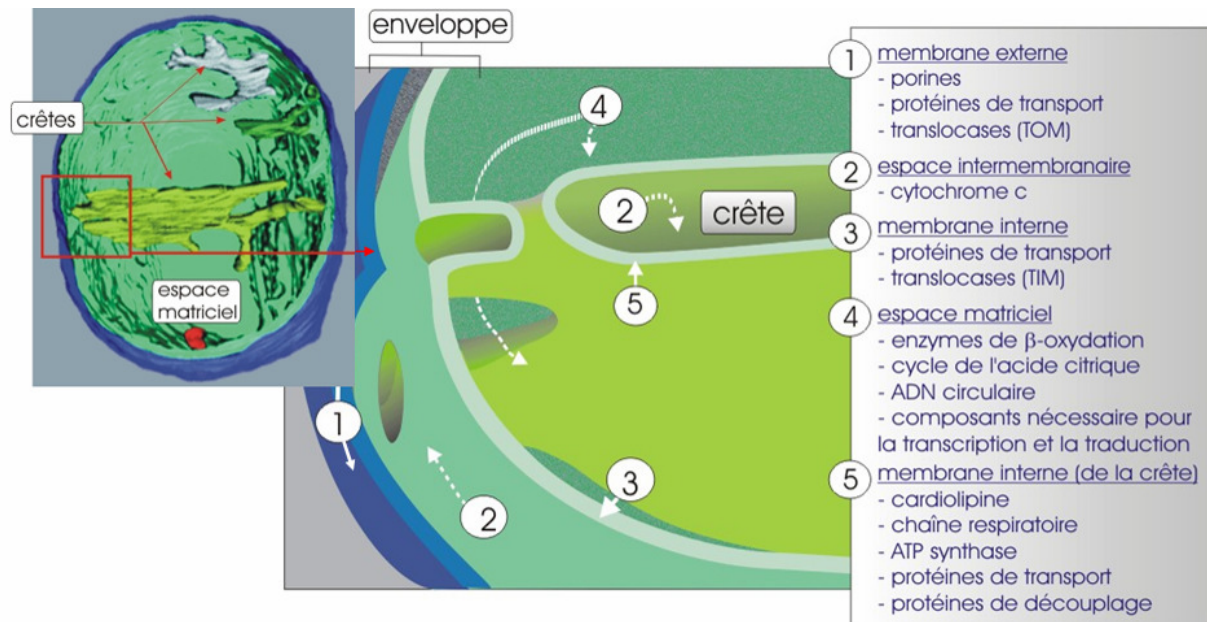 enveloppe
crêtes
espace
matriciel
4
2
crête
5
1
2
3
1 membrane externe
- porines
- protéines de transport
- translocases (TOM)
2 espace intermembranaire
- cytochrome c
3 membrane interne
- protéines de transport
- translocases (TIM)
4 espace matriciel
- enzymes de β-oxydation
- cycle de l'acide citrique
- ADN circulaire
- composants nécessaire pour
la transcription et la traduction
5 membrane interne (de la crête)
- cardiolipine
- chaîne respiratoire
- ATP synthase
- protéines de transport
- protéines de découplage